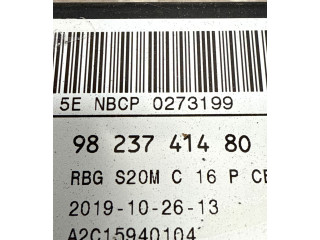 5E NBCP 0273199
98 237 414 80
RBG S20M C 16 P CE
2019-10-26-13
A2C15940104